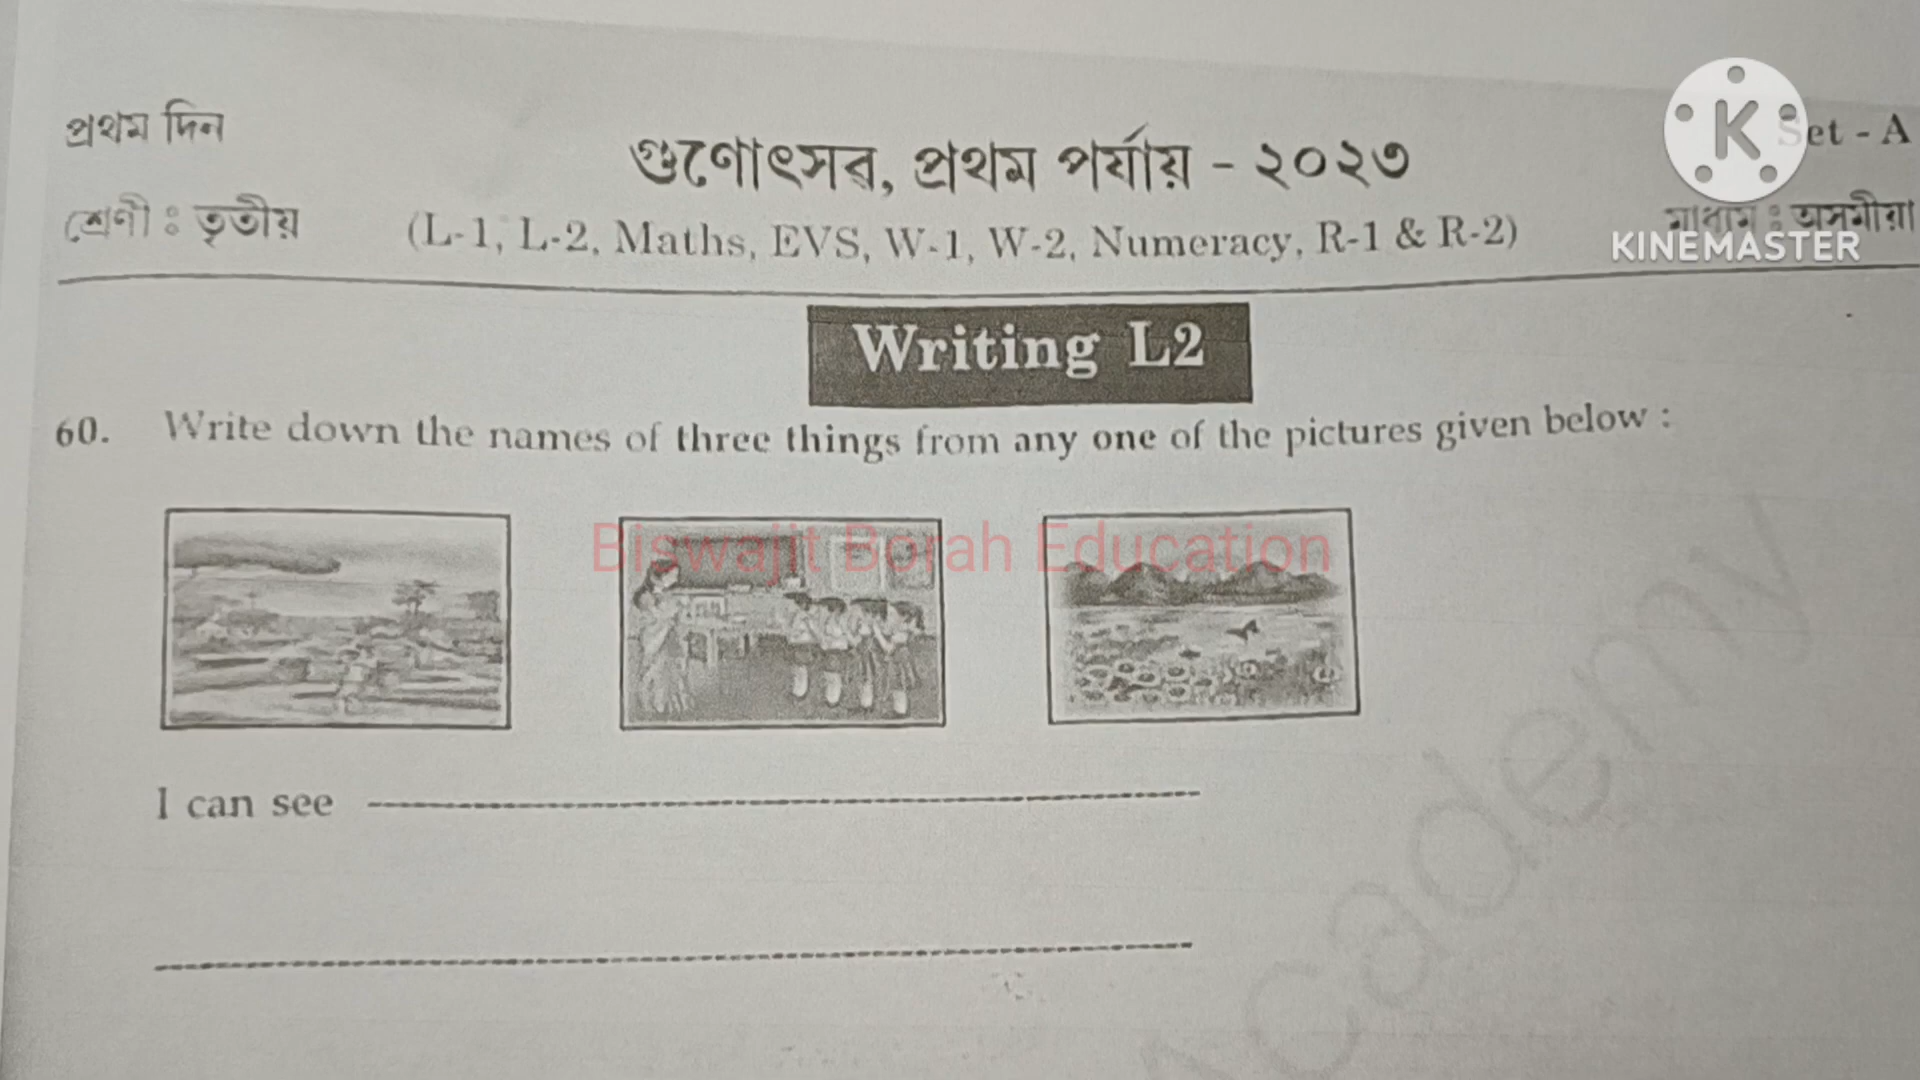 প্ৰথম দিন
গুণোৎসৱ, প্ৰথম পৰ্যায় - ২০২৩
Set - A
শ্ৰেণী : তৃতীয়
(L-1, L-2, Maths, EVS, W-1, W-2, Numeracy, R-1 & R-2)
মাধ্যম : অসমীয়া
K
KINEMASTER
Writing L2
60. Write down the names of three things from any one of the pictures given below :
Biswajit Borah Education
I can see
Academy